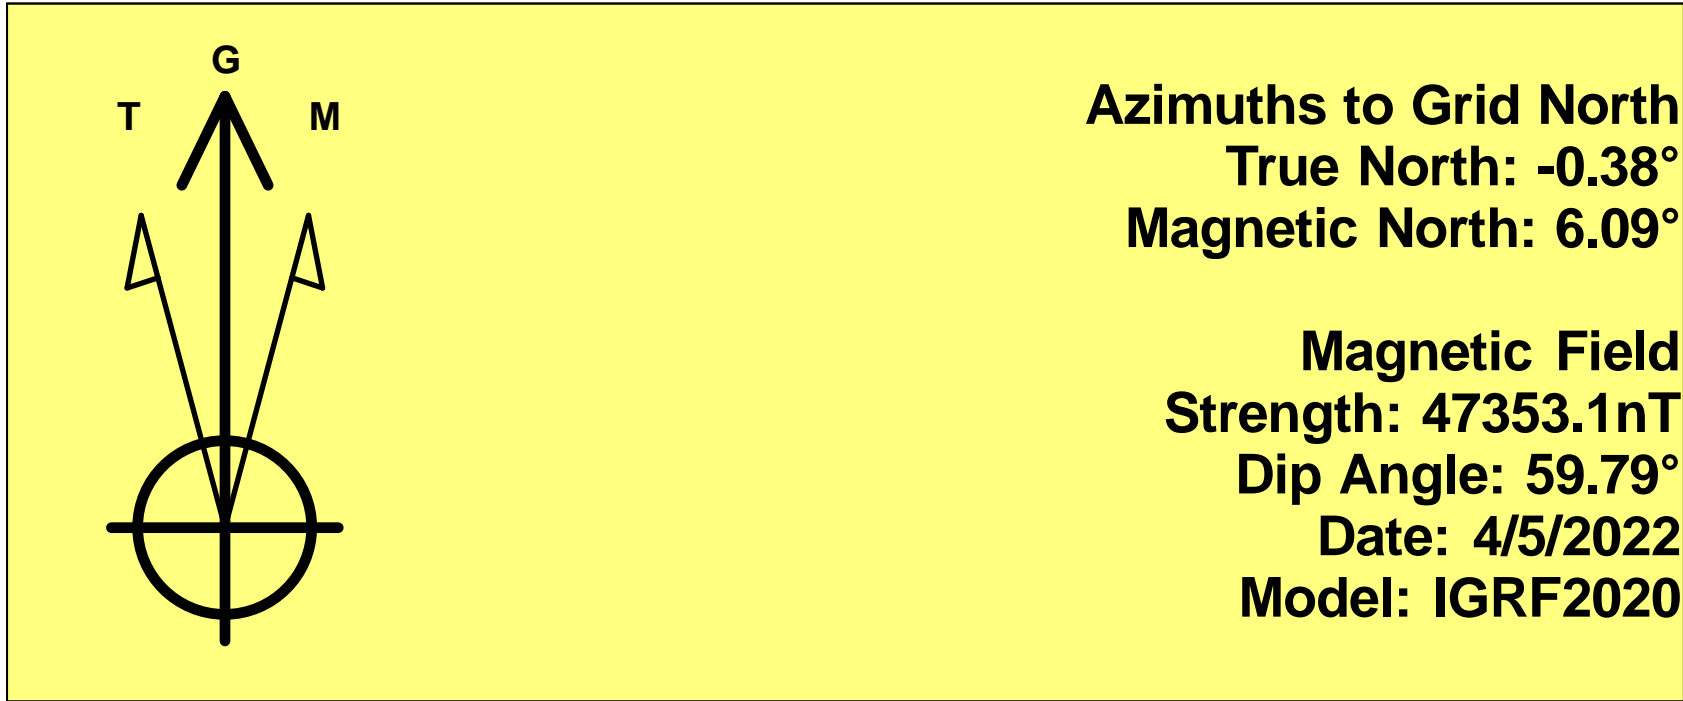 G
T M
Azimuths to Grid North
True North: -0.38°
Magnetic North: 6.09°
Magnetic Field
Strength: 47353.1nT
Dip Angle: 59.79°
Date: 4/5/2022
Model: IGRF2020